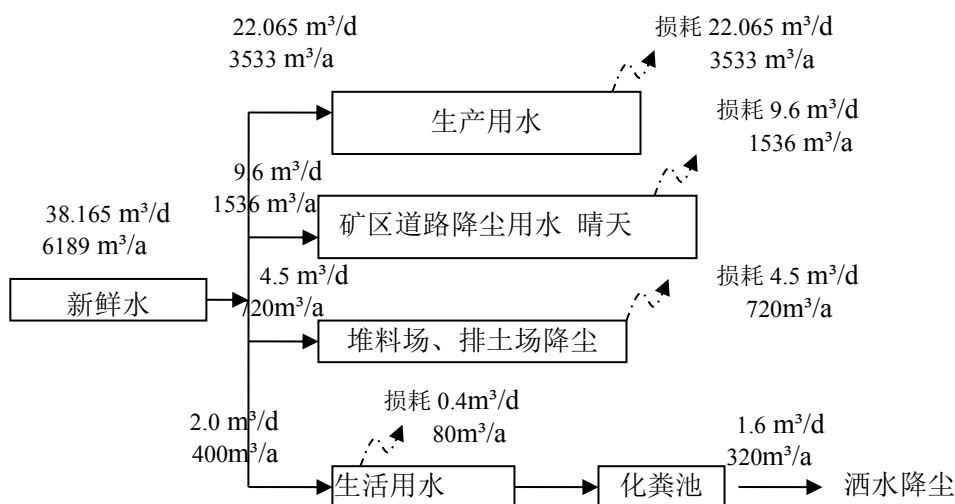 22.065 m³/d
3533 m³/a
损耗 22.065 m³/d
3533 m³/a
生产用水
损耗 9.6 m³/d
1536 m³/a
9.6 m³/d
1536 m³/a
矿区道路降尘用水 晴天
38.165 m³/d
6189 m³/a
新鲜水
4.5 m³/d
720m³/a
损耗 4.5 m³/d
720m³/a
堆料场、排土场降尘
2.0 m³/d
400m³/a
损耗 0.4m³/d
80m³/a
1.6 m³/d
320m³/a
生活用水
化粪池
洒水降尘